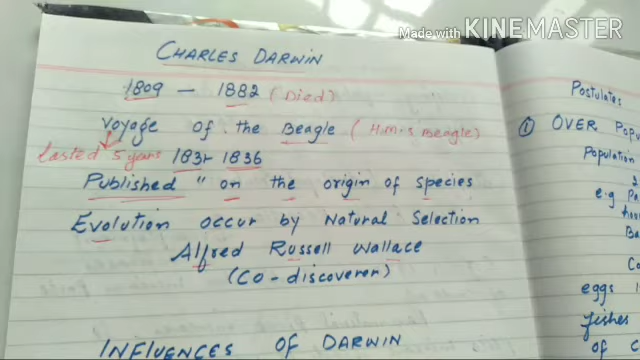 Made with KINEMASTER
CHARLES DARWIN
1809 — 1882 (Died)
Voyage of the Beagle (H.M.S Beagle)
lasted 5 years 1831- 1836
Published "on the origin of species
Evolution occur by Natural Selection
Alfred Russell Wallace
(Co-discoverer)
INFLUENCES OF DARWIN
Postulates
① OVER Popu
Population
e.g
eggs
fishes
of C